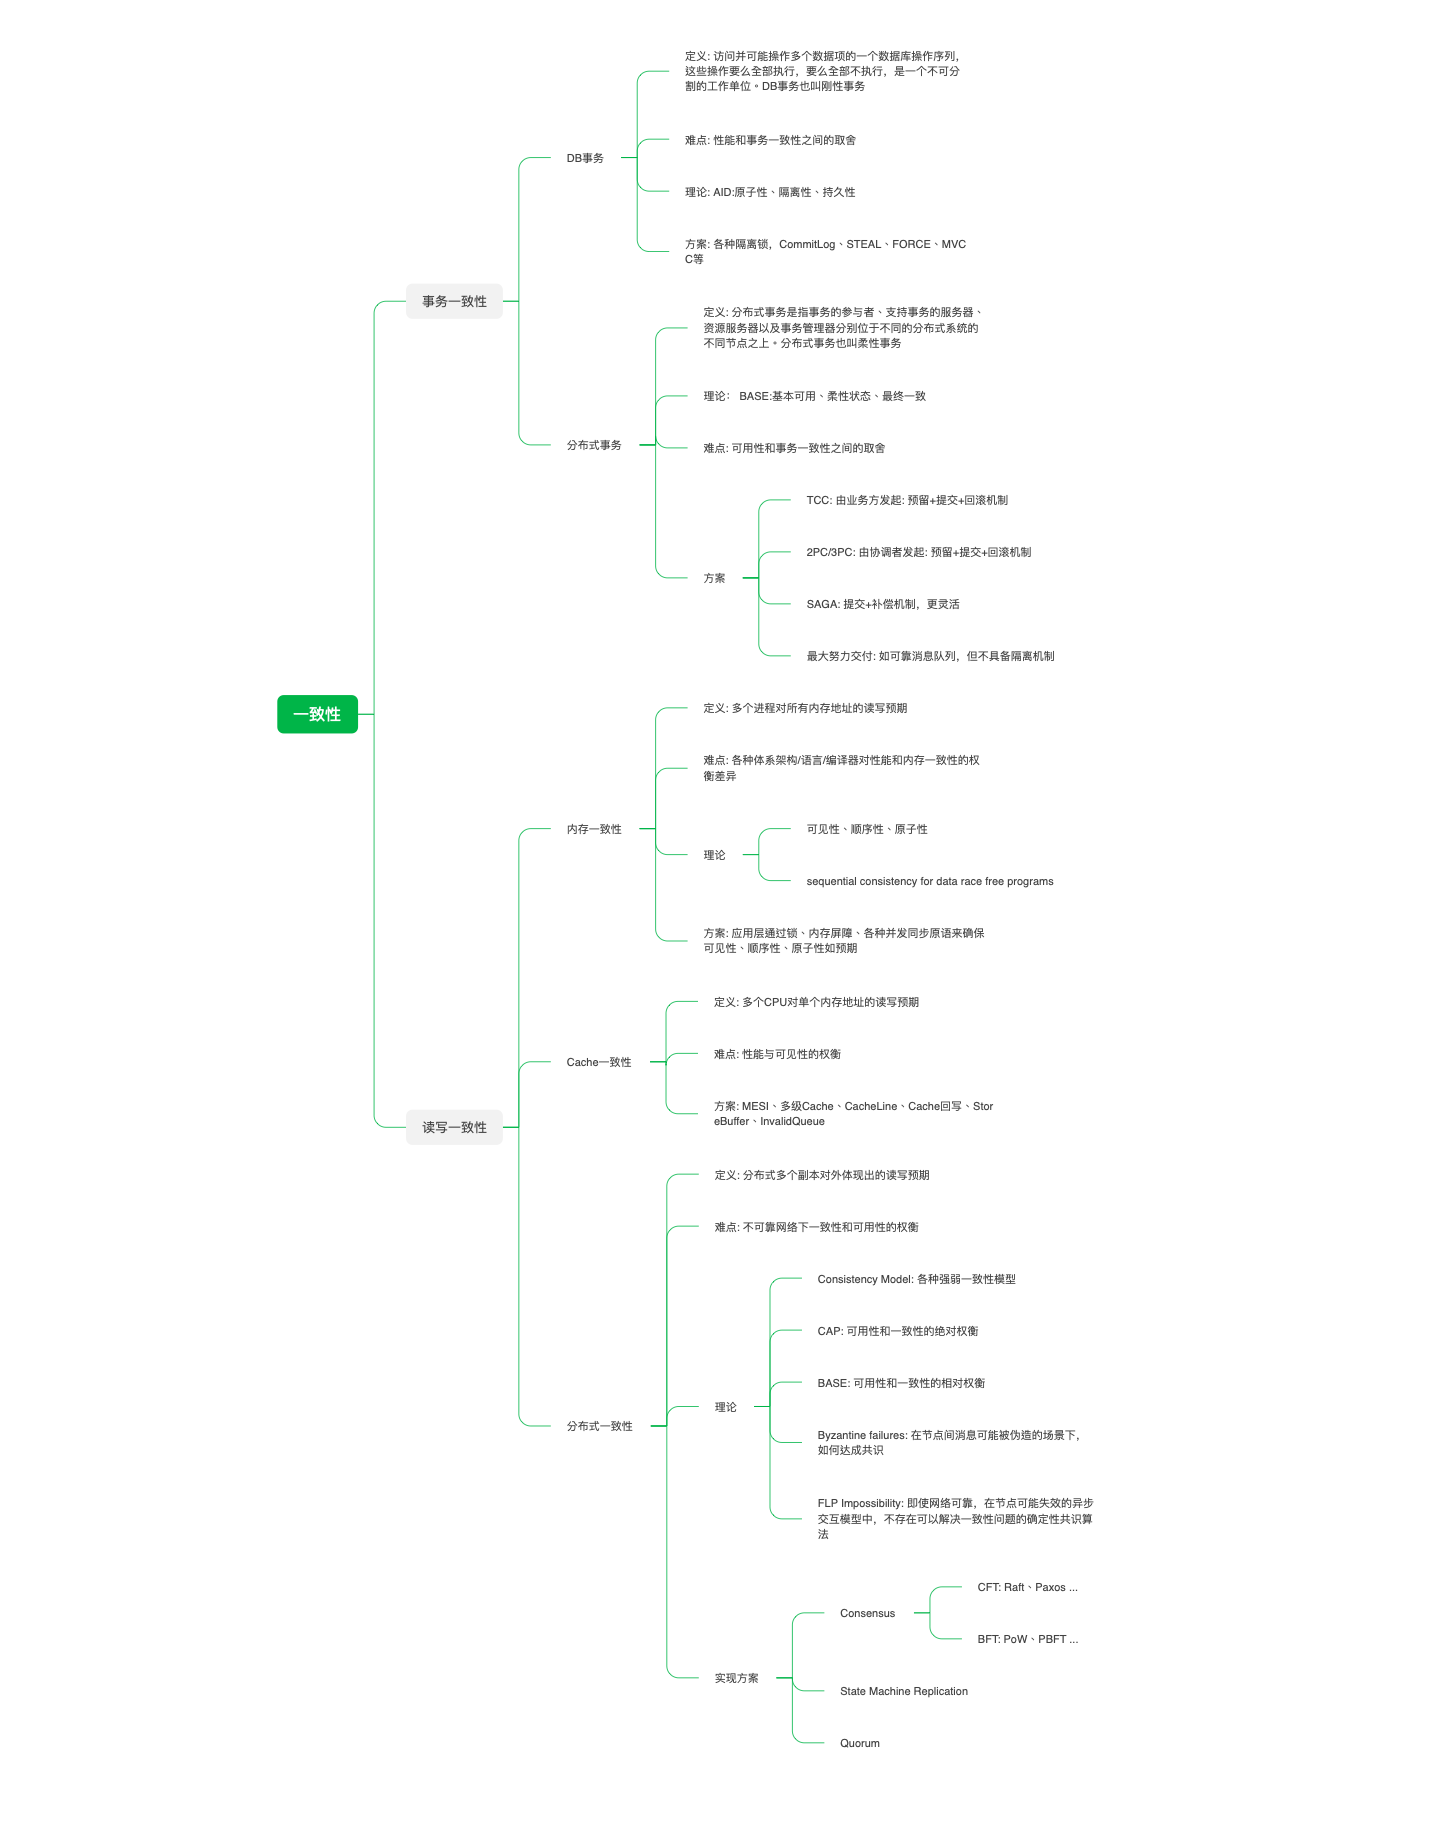 一致性
事务一致性
DB事务
定义: 访问并可能操作多个数据项的一个数据库操作序列，
这些操作要么全部执行，要么全部不执行，是一个不可分
割的工作单位。DB事务也叫刚性事务
难点: 性能和事务一致性之间的取舍
理论: AID:原子性、隔离性、持久性
方案: 各种隔离锁，CommitLog、STEAL、FORCE、MVC
C等
分布式事务
定义: 分布式事务是指事务的参与者、支持事务的服务器、
资源服务器以及事务管理器分别位于不同的分布式系统的
不同节点之上。分布式事务也叫柔性事务
理论： BASE:基本可用、柔性状态、最终一致
难点: 可用性和事务一致性之间的取舍
方案
TCC: 由业务方发起: 预留+提交+回滚机制
2PC/3PC: 由协调者发起: 预留+提交+回滚机制
SAGA: 提交+补偿机制，更灵活
最大努力交付: 如可靠消息队列，但不具备隔离机制
读写一致性
内存一致性
定义: 多个进程对所有内存地址的读写预期
难点: 各种体系架构/语言/编译器对性能和内存一致性的权
衡差异
理论
可见性、顺序性、原子性
sequential consistency for data race free programs
方案: 应用层通过锁、内存屏障、各种并发同步原语来确保
可见性、顺序性、原子性如预期
Cache一致性
定义: 多个CPU对单个内存地址的读写预期
难点: 性能与可见性的权衡
方案: MESI、多级Cache、CacheLine、Cache回写、Stor
eBuffer、InvalidQueue
分布式一致性
定义: 分布式多个副本对外体现出的读写预期
难点: 不可靠网络下一致性和可用性的权衡
理论
Consistency Model: 各种强弱一致性模型
CAP: 可用性和一致性的绝对权衡
BASE: 可用性和一致性的相对权衡
Byzantine failures: 在节点间消息可能被伪造的场景下，
如何达成共识
FLP Impossibility: 即使网络可靠，在节点可能失效的异步
交互模型中，不存在可以解决一致性问题的确定性共识算
法
实现方案
Consensus
CFT: Raft、Paxos ...
BFT: PoW、PBFT ...
State Machine Replication
Quorum